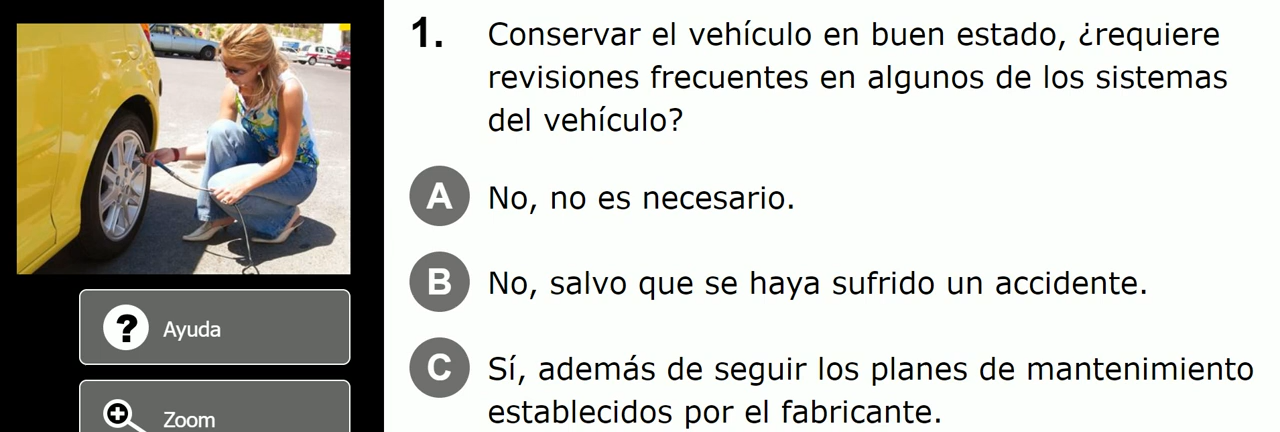 1. Conservar el vehículo en buen estado, ¿requiere
revisiones frecuentes en algunos de los sistemas
del vehículo?
A No, no es necesario.
B No, salvo que se haya sufrido un accidente.
C Sí, además de seguir los planes de mantenimiento
establecidos por el fabricante.
? Ayuda
Zoom